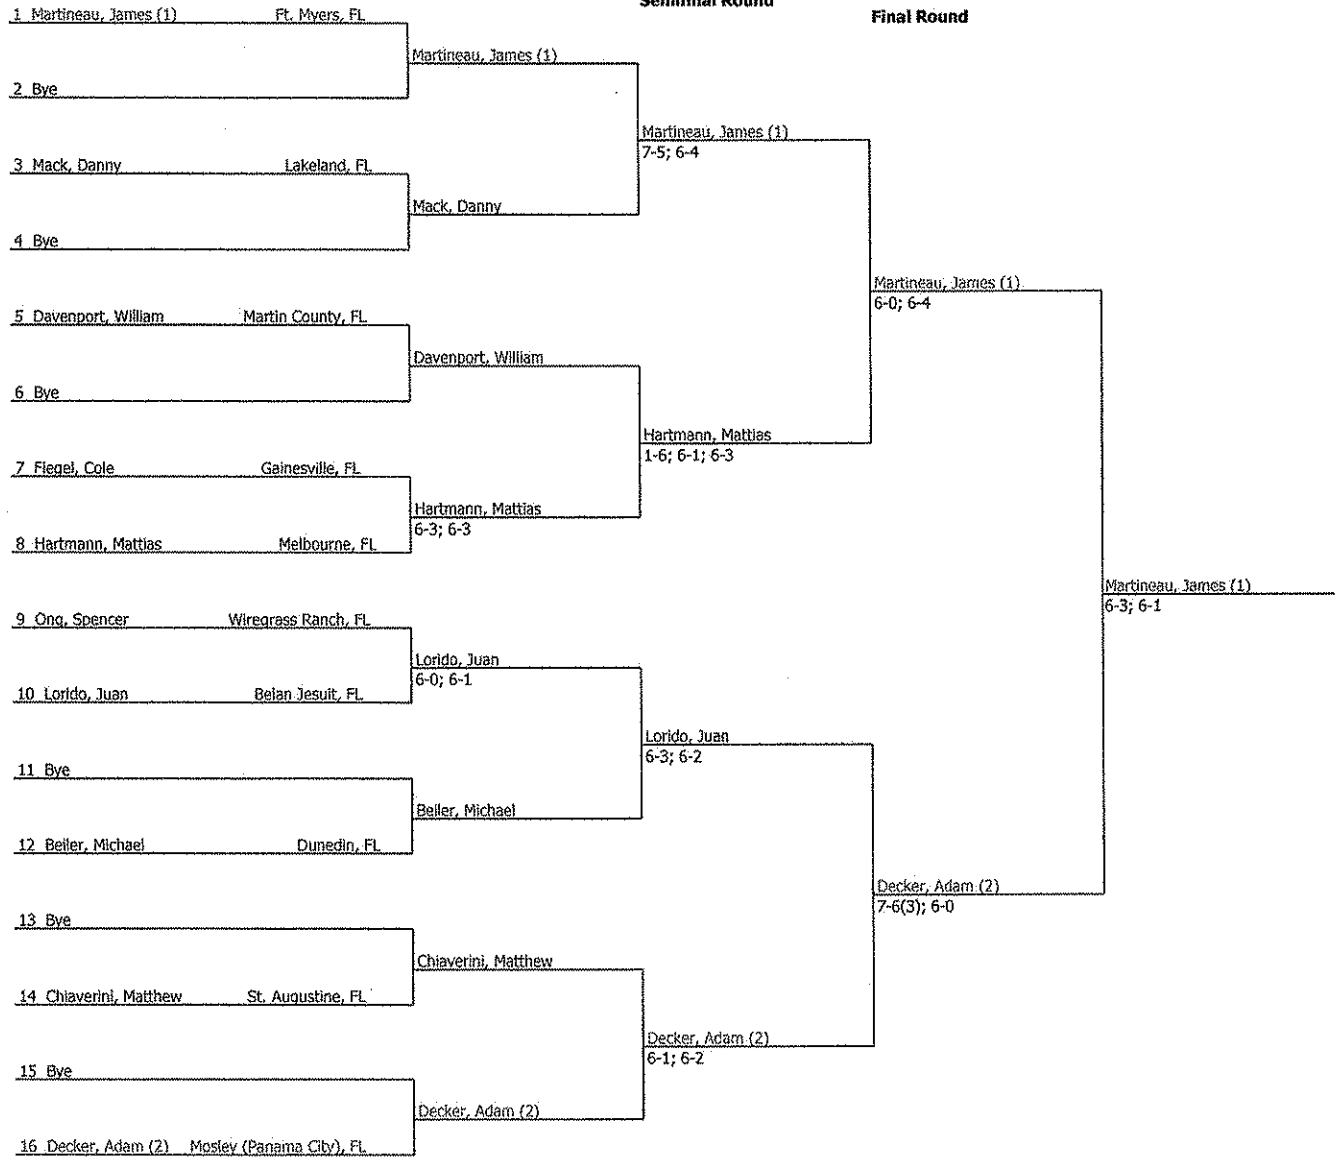 Semifinal Round
Final Round
1 Martineau, James (1) Ft. Myers, FL
Martineau, James (1)
2 Bye
Martineau, James (1)
7-5; 6-4
3 Mack, Danny Lakeland, FL
Mack, Danny
4 Bye
Martineau, James (1)
6-0; 6-4
5 Davenport, William Martin County, FL
Davenport, William
6 Bye
Hartmann, Mattias
1-6; 6-1; 6-3
7 Flegel, Cole Gainesville, FL
Hartmann, Mattias
6-3; 6-3
8 Hartmann, Mattias Melbourne, FL
Martineau, James (1)
6-3; 6-1
9 Ong, Spencer Wiregrass Ranch, FL
Lorido, Juan
6-0; 6-1
10 Lorido, Juan Belan Jesuit, FL
Lorido, Juan
6-3; 6-2
11 Bye
Beiler, Michael
12 Beiler, Michael Dunedin, FL
Decker, Adam (2)
7-6(3); 6-0
13 Bye
Chiaverini, Matthew
14 Chiaverini, Matthew St. Augustine, FL
Decker, Adam (2)
6-1; 6-2
15 Bye
Decker, Adam (2)
16 Decker, Adam (2) Mosley (Panama City), FL